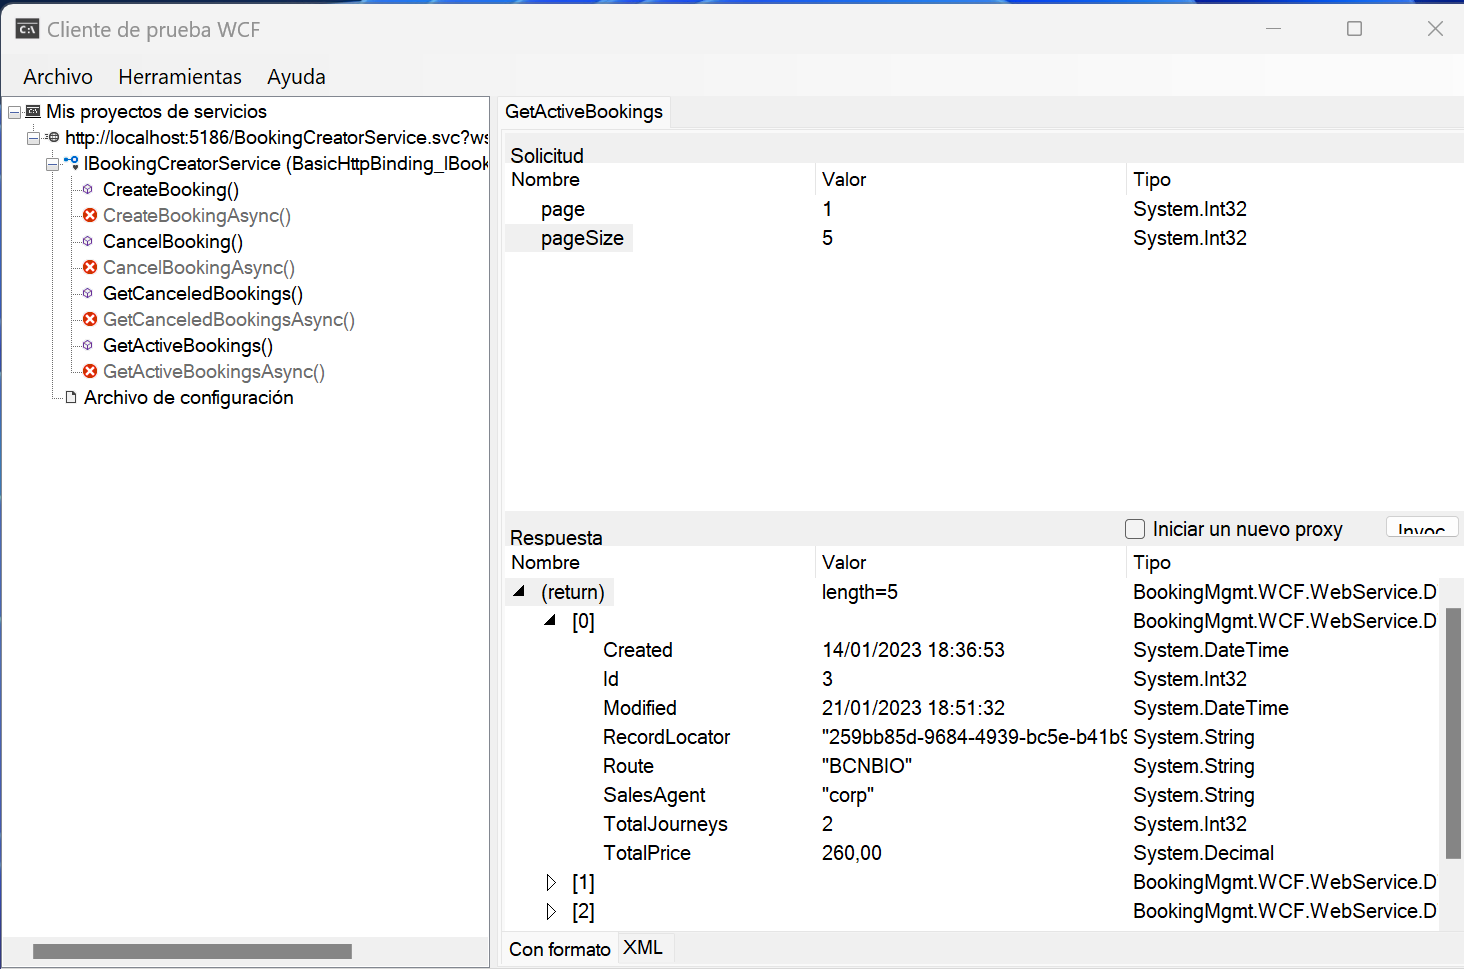 Cliente de prueba WCF
Archivo Herramientas Ayuda
Mis proyectos de servicios
http://localhost:5186/BookingCreatorService.svc?ws
IBookingCreatorService (BasicHttpBinding_IBook
CreateBooking()
CreateBookingAsync()
CancelBooking()
CancelBookingAsync()
GetCanceledBookings()
GetCanceledBookingsAsync()
GetActiveBookings()
GetActiveBookingsAsync()
Archivo de configuración
GetActiveBookings
Solicitud
Nombre Valor Tipo
page 1 System.Int32
pageSize 5 System.Int32
Respuesta
Iniciar un nuevo proxy Invoc
Nombre Valor Tipo
(return) length=5 BookingMgmt.WCF.WebService.D
[0] BookingMgmt.WCF.WebService.D
Created 14/01/2023 18:36:53 System.DateTime
Id 3 System.Int32
Modified 21/01/2023 18:51:32 System.DateTime
RecordLocator "259bb85d-9684-4939-bc5e-b41b9 System.String
Route "BCNBIO" System.String
SalesAgent "corp" System.String
TotalJourneys 2 System.Int32
TotalPrice 260,00 System.Decimal
[1] BookingMgmt.WCF.WebService.D
[2] BookingMgmt.WCF.WebService.D
Con formato XML